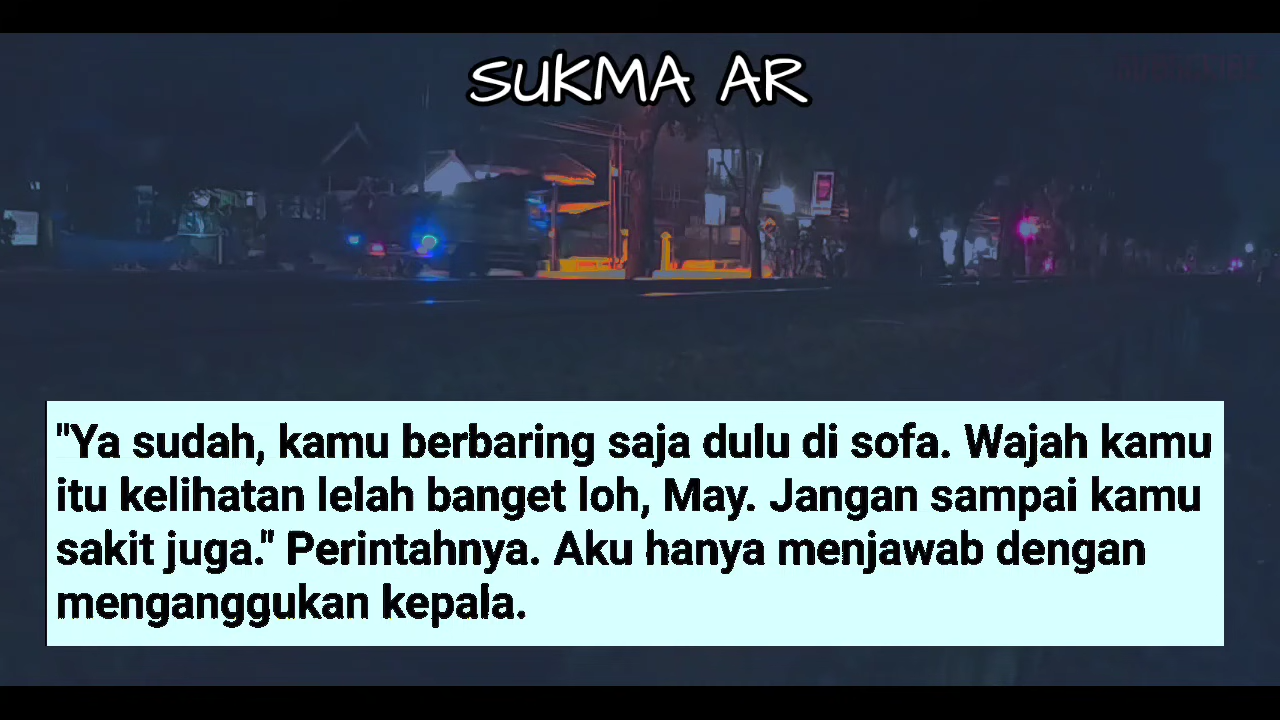 SUKMA AR
"Ya sudah, kamu berbaring saja dulu di sofa. Wajah kamu
itu kelihatan lelah banget loh, May. Jangan sampai kamu
sakit juga." Perintahnya. Aku hanya menjawab dengan
menganggukan kepala.